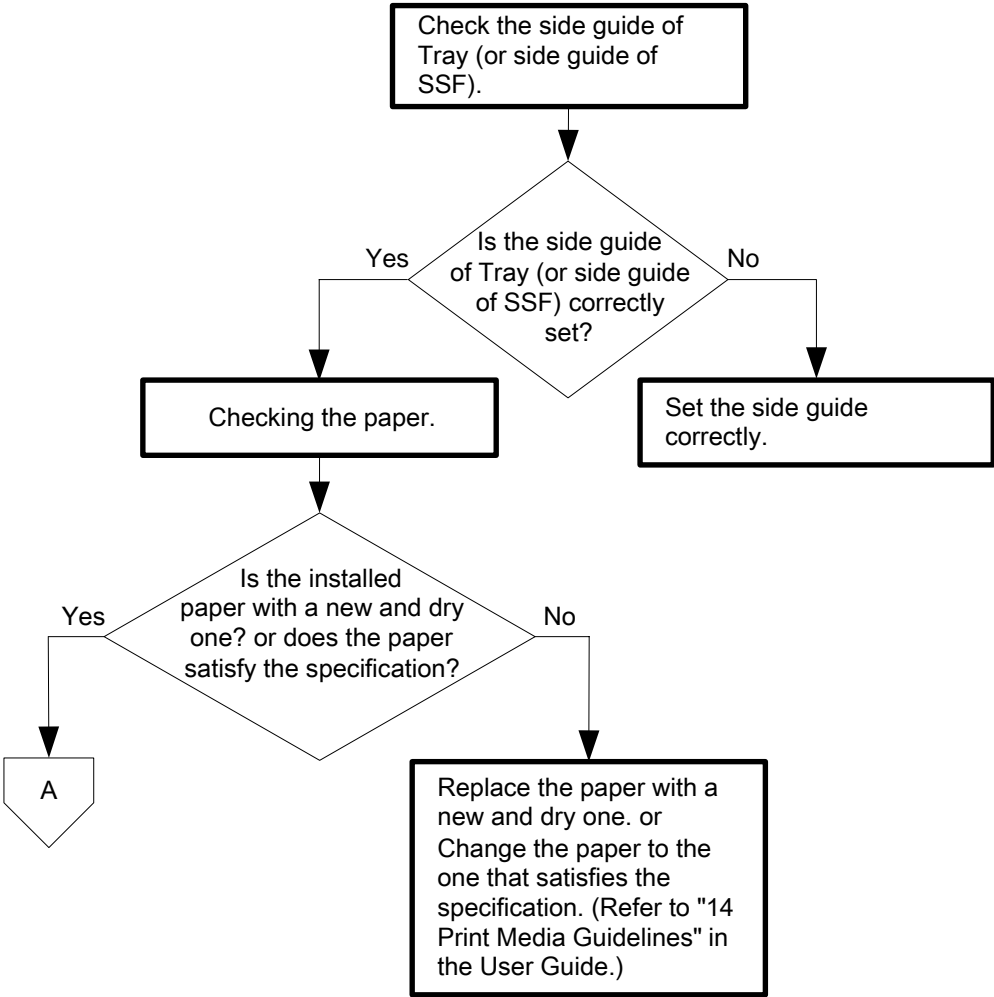 Check the side guide of
Tray (or side guide of
SSF).
Is the side guide
of Tray (or side guide
of SSF) correctly
set?
Yes
No
Checking the paper.
Set the side guide
correctly.
Is the installed
paper with a new and dry
one? or does the paper
satisfy the specification?
Yes
No
A
Replace the paper with a
new and dry one. or
Change the paper to the
one that satisfies the
specification. (Refer to "14
Print Media Guidelines" in
the User Guide.)